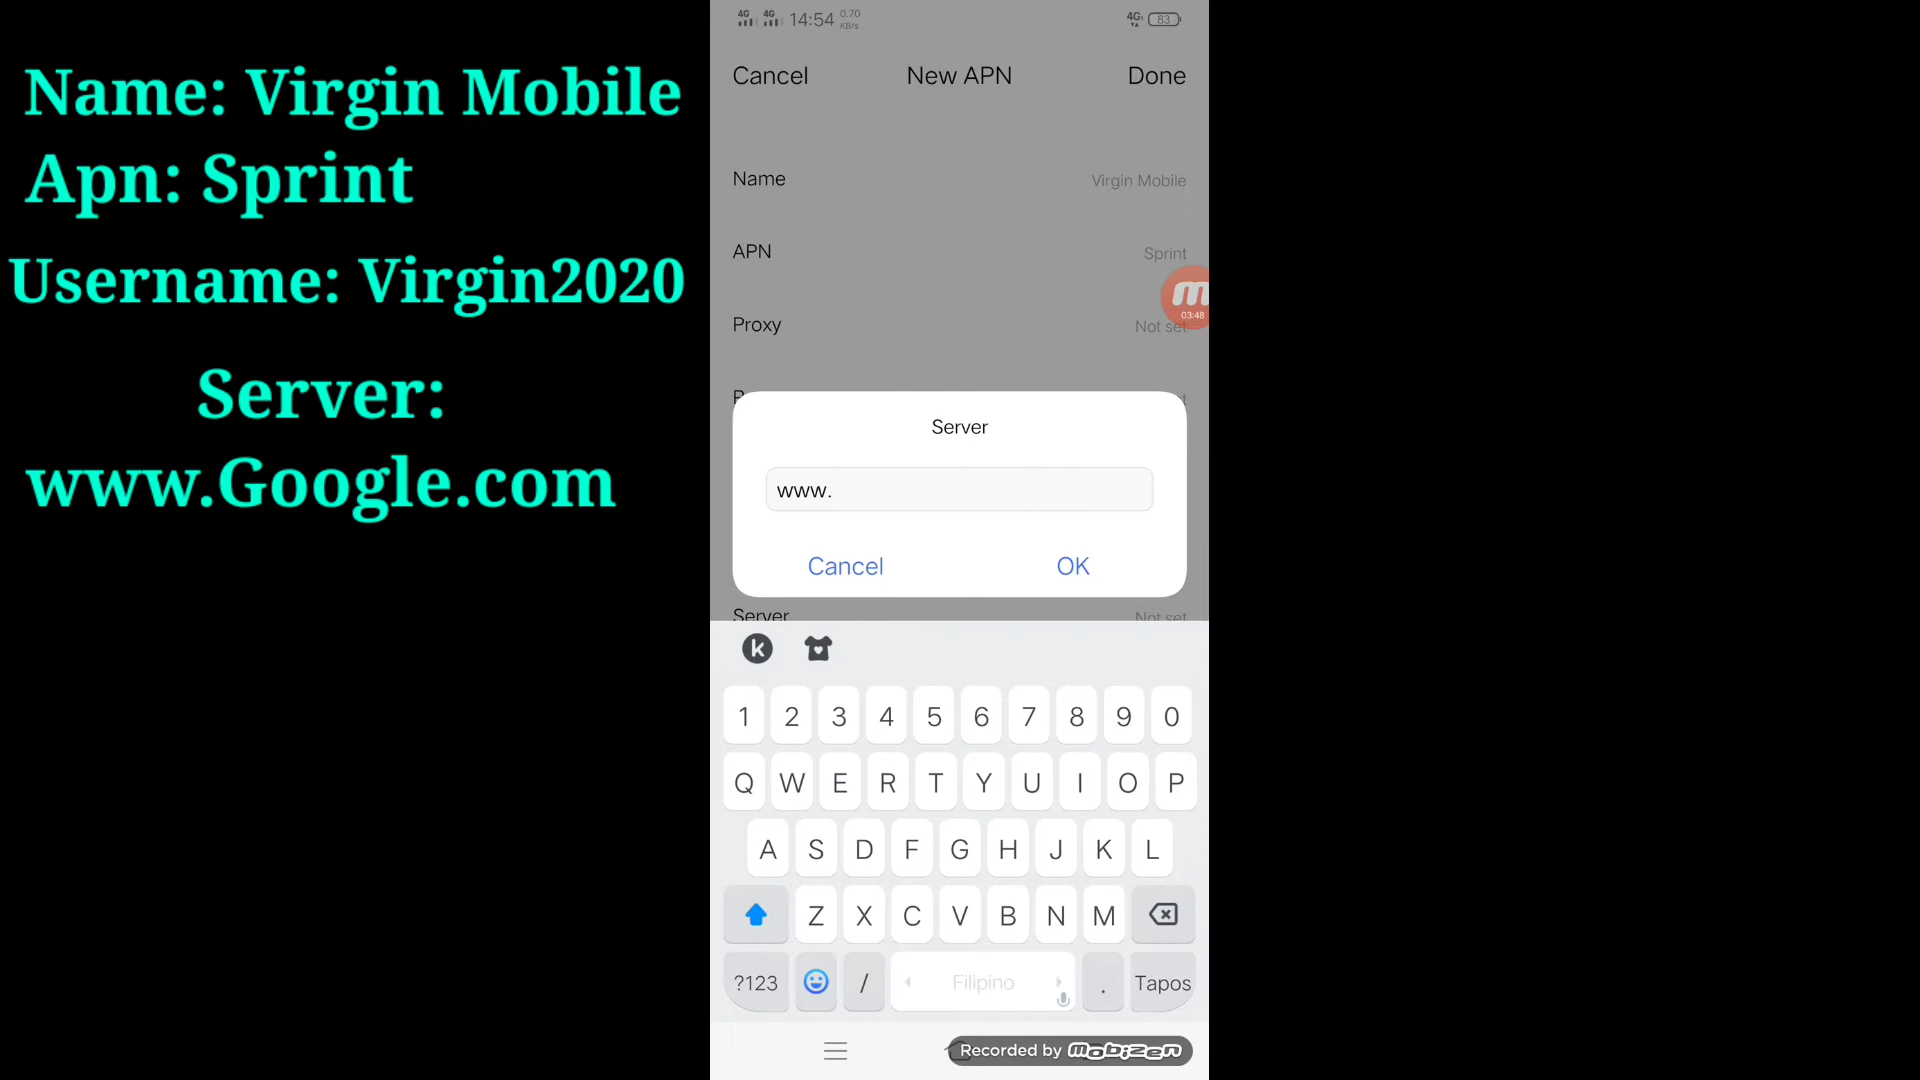 Name: Virgin Mobile
Apn: Sprint
Username: Virgin2020
Server:
www.Google.com
4G 4G 14:54 0.70 KB/s 4G 83
Cancel New APN Done
Name Virgin Mobile
APN Sprint
03:48
Proxy Not set
Server
www.
Cancel OK
Server Not set
k
1 2 3 4 5 6 7 8 9 0
Q W E R T Y U I O P
A S D F G H J K L
Z X C V B N M
?123 / Filipino . Tapos
Recorded by mobizen